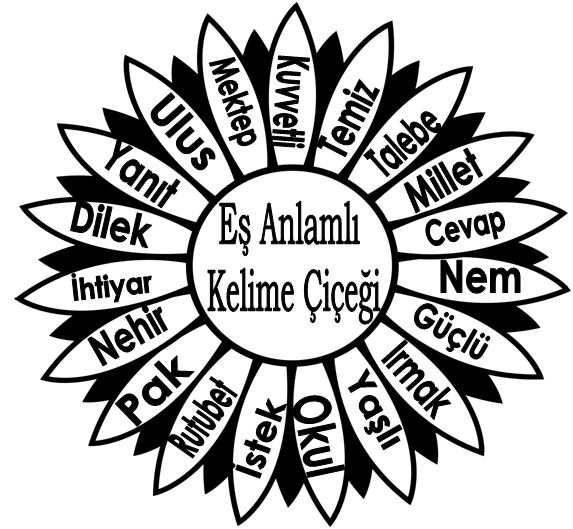 Eş Anlamlı
Kelime Çiçeği
Kuvvetli
Temiz
Talebe
Millet
Cevap
Nem
Güçlü
Irmak
Yaşlı
Okul
İstek
Rutubet
Pak
Nehir
İhtiyar
Dilek
Yanıt
Ulus
Mektep